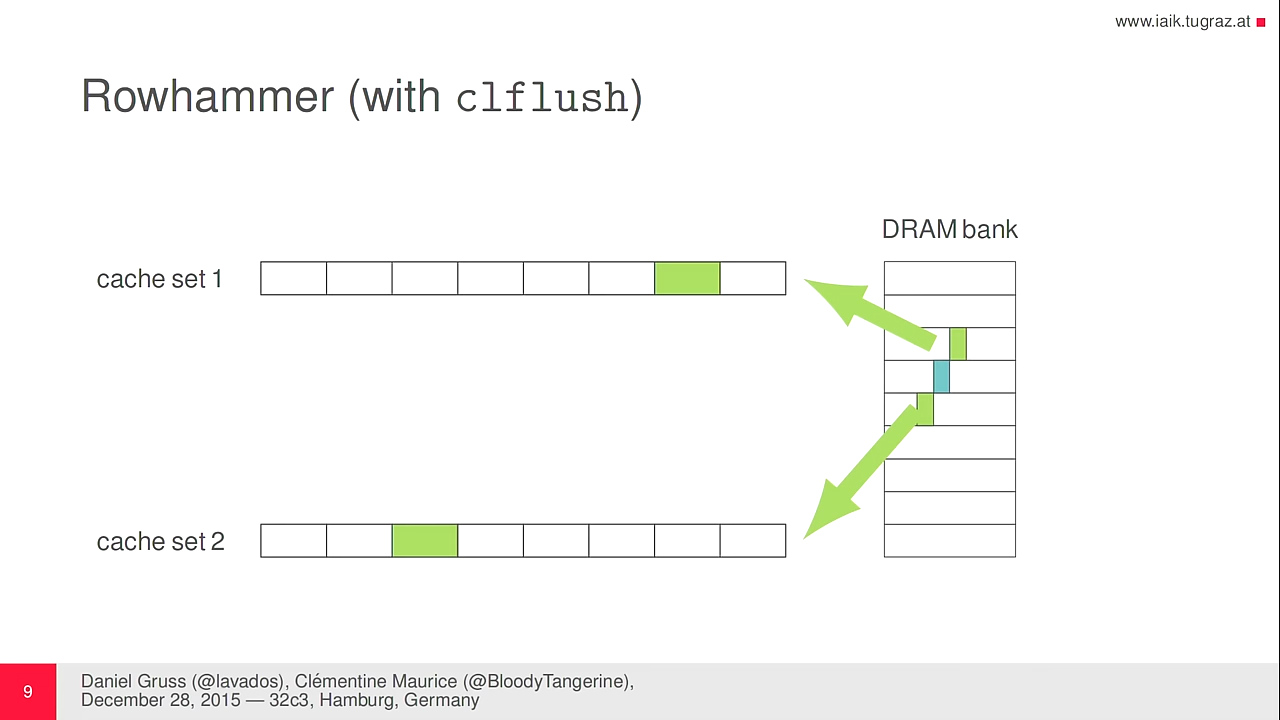 www.iaik.tugraz.at
Rowhammer (with clflush)
DRAM bank
cache set 1
cache set 2
9
Daniel Gruss (@lavados), Clémentine Maurice (@BloodyTangerine),
December 28, 2015 — 32c3, Hamburg, Germany